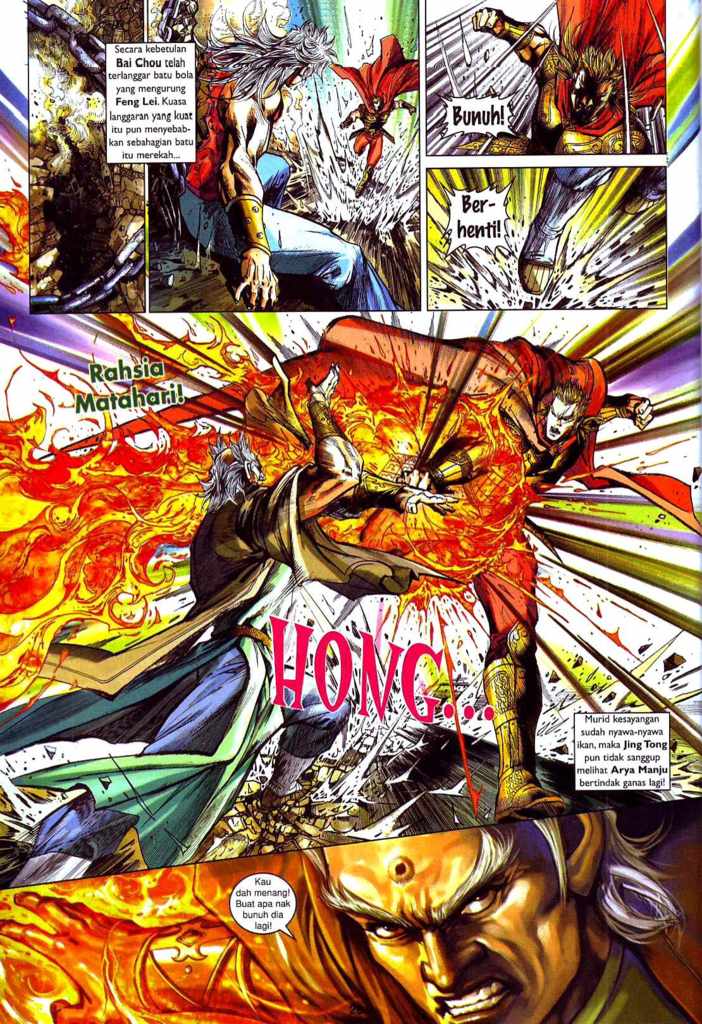 Secara kebetulan
Bai Chou telah
terlanggar batu bola
yang mengurung
Feng Lei. Kuasa
langgaran yang kuat
itu pun menyebab-
kan sebahagian batu
itu merekah...
Bunuh!
Ber-
henti!
Rahsia
Matahari!
HONG...
Murid kesayangan
sudah nyawa-nyawa
ikan, maka Jing Tong
pun tidak sanggup
melihat Arya Manju
bertindak ganas lagi!
Kau
dah menang!
Buat apa nak
bunuh dia
lagi!